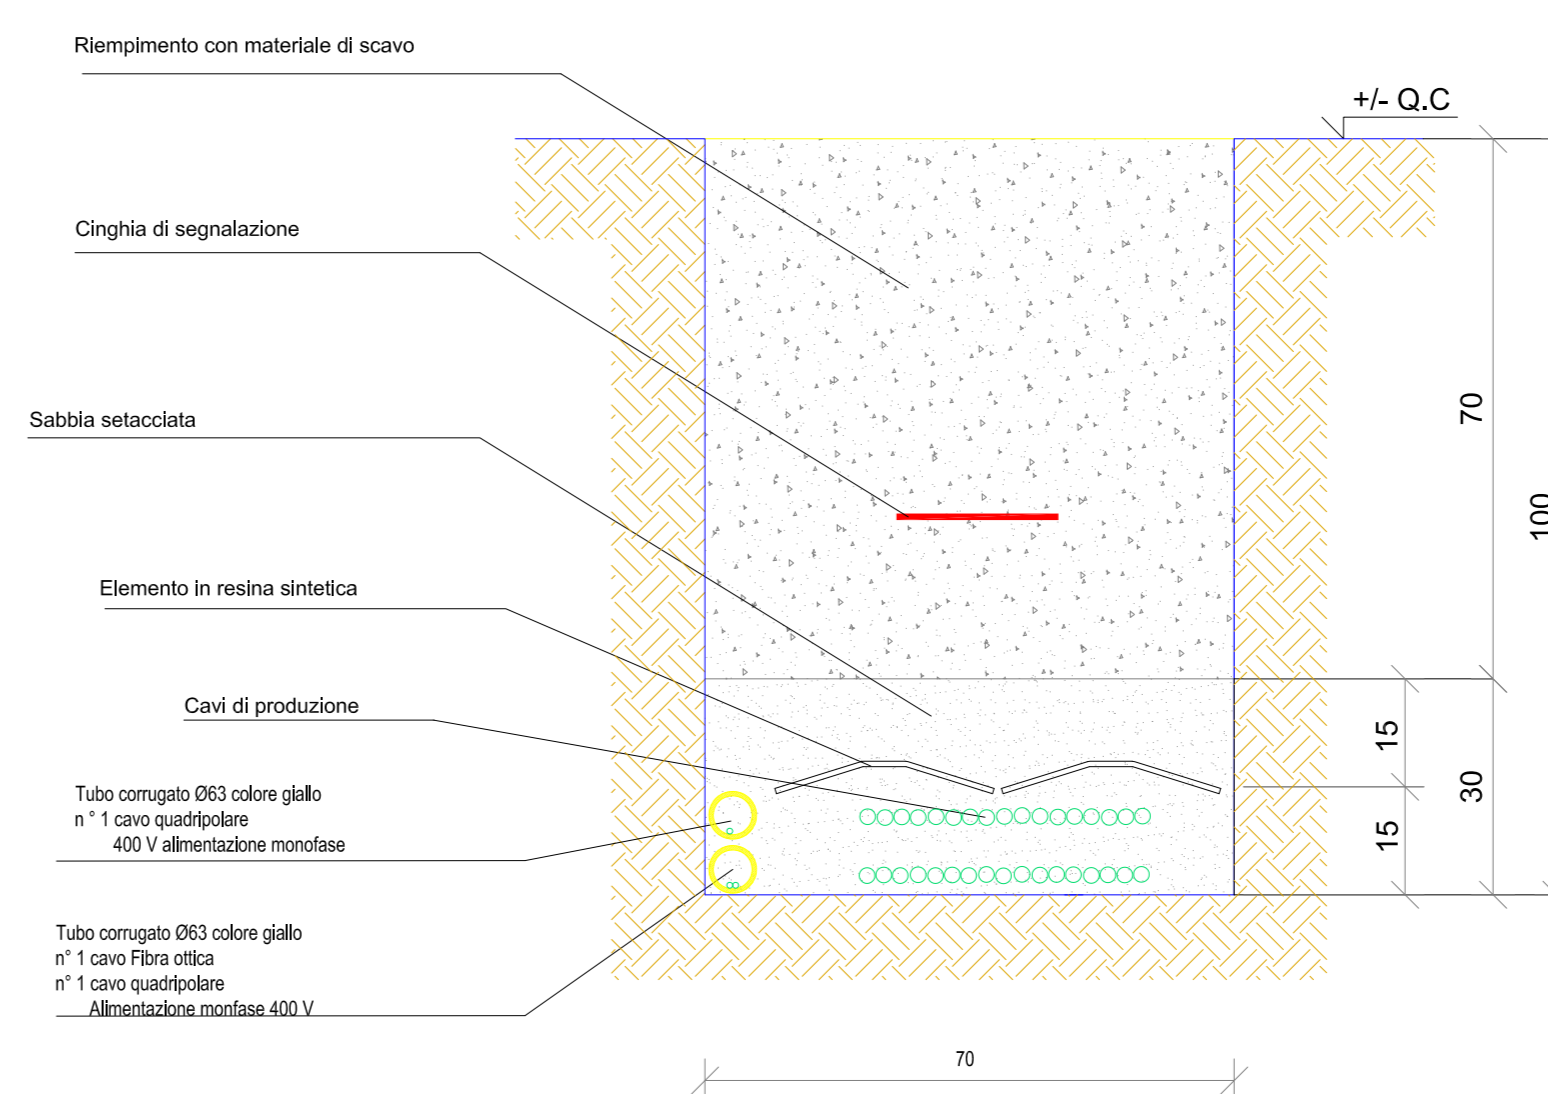 Riempimento con materiale di scavo
+/- Q.C
Cinghia di segnalazione
Sabbia setacciata
70
100
Elemento in resina sintetica
Cavi di produzione
15
30
15
Tubo corrugato Ø63 colore giallo
n ° 1 cavo quadripolare
400 V alimentazione monofase
Tubo corrugato Ø63 colore giallo
n° 1 cavo Fibra ottica
n° 1 cavo quadripolare
Alimentazione monfase 400 V
70